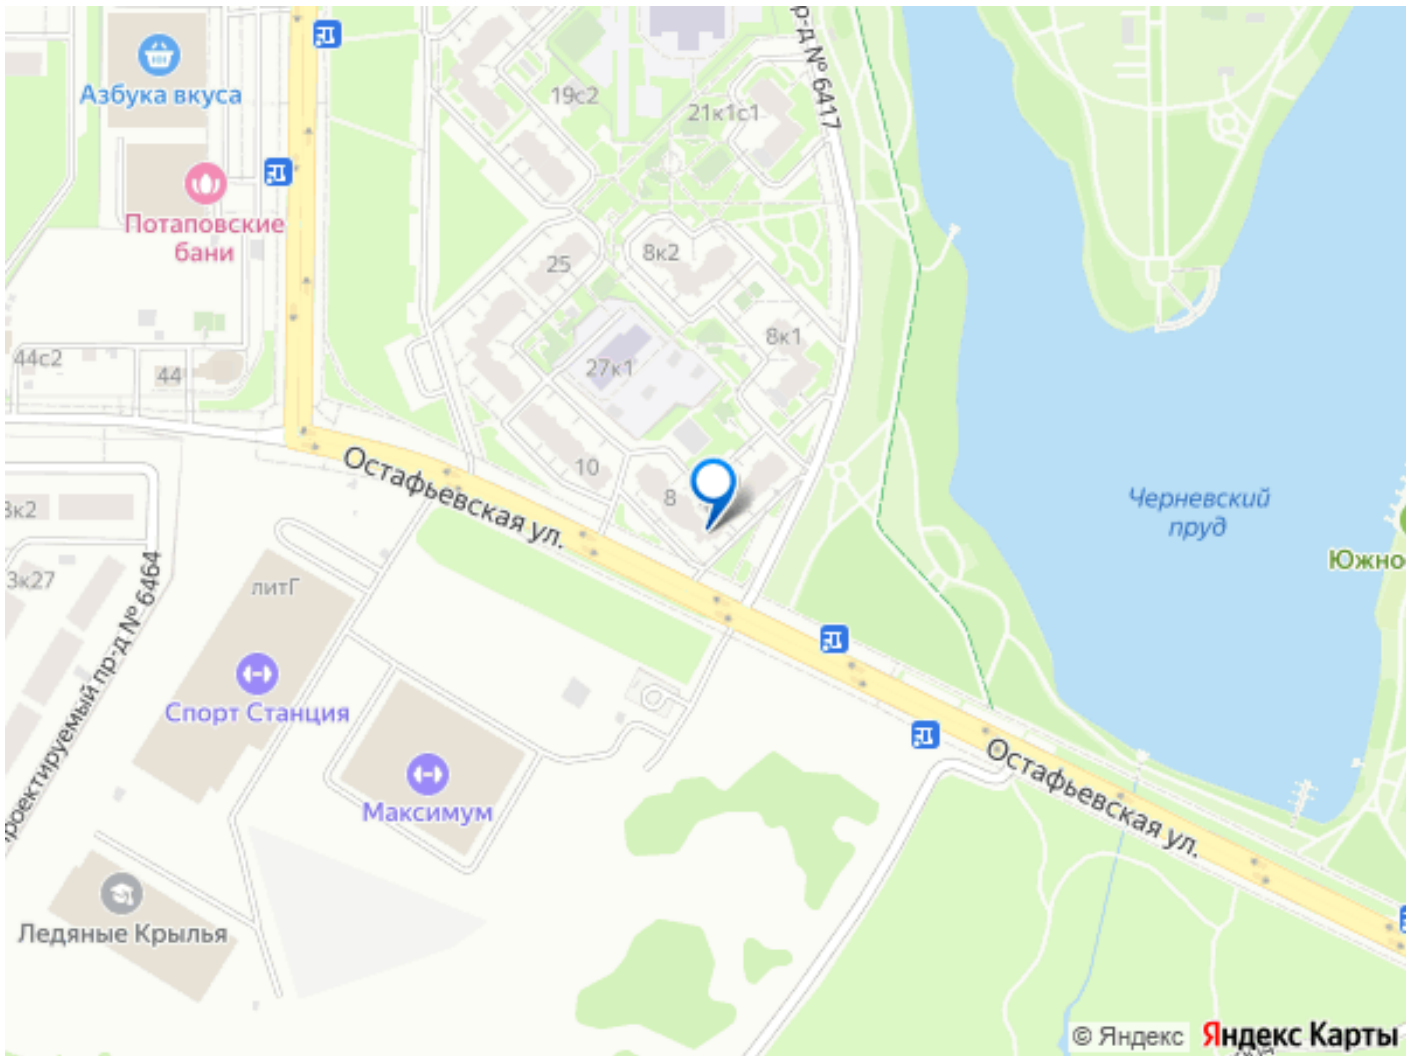 пр-д № 6417
Азбука вкуса
19с2
21к1с1
Потаповские
бани
25
8к2
8к1
27к1
44с2
44
Остафьевская ул.
10
8
3к2
3к27
литГ
Черневский
пруд
Южно
Проектируемый пр-д № 6464
Спорт Станция
Максимум
Остафьевская ул.
Ледяные Крылья
© Яндекс Яндекс Карты